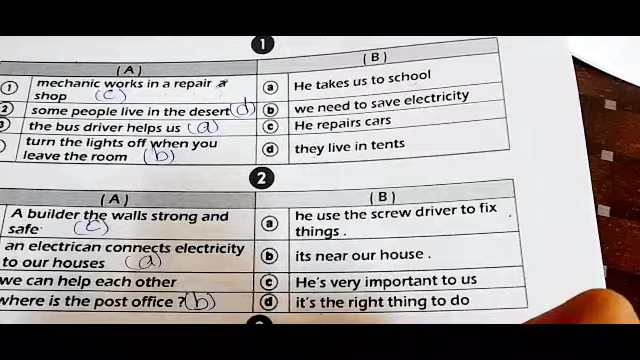 1
(A)
(B)
1 mechanic works in a repair a
shop (c)
a He takes us to school
2 some people live in the desert (d)
b we need to save electricity
3 the bus driver helps us (a)
c He repairs cars
turn the lights off when you
leave the room (b)
d they live in tents
2
(A)
(B)
A builder the walls strong and
safe (c)
a he use the screw driver to fix
things .
an electrican connects electricity
to our houses (a)
b its near our house .
we can help each other
c He's very important to us
where is the post office ? (b)
d it's the right thing to do